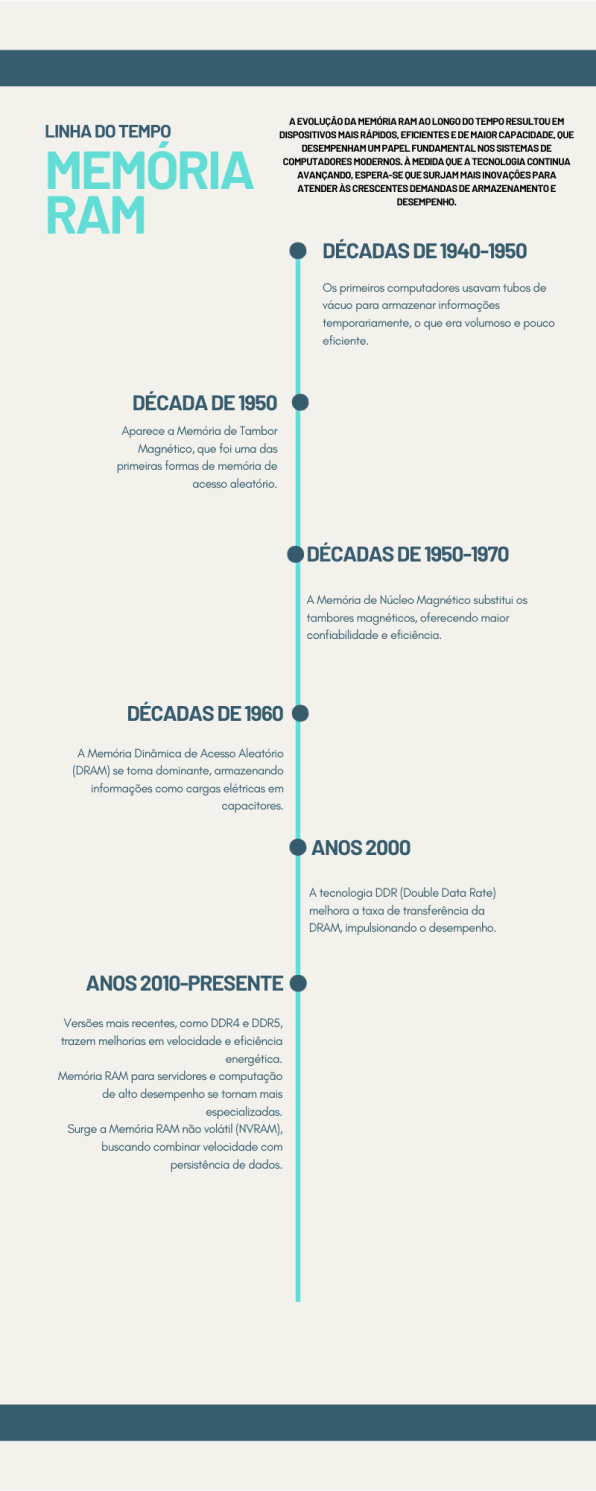 LINHA DO TEMPO
MEMÓRIA
RAM
A EVOLUÇÃO DA MEMÓRIA RAM AO LONGO DO TEMPO RESULTOU EM
DISPOSITIVOS MAIS RÁPIDOS, EFICIENTES E DE MAIOR CAPACIDADE, QUE
DESEMPENHAM UM PAPEL FUNDAMENTAL NOS SISTEMAS DE
COMPUTADORES MODERNOS. À MEDIDA QUE A TECNOLOGIA CONTINUA
AVANÇANDO, ESPERA-SE QUE SURJAM MAIS INOVAÇÕES PARA
ATENDER ÀS CRESCENTES DEMANDAS DE ARMAZENAMENTO E
DESEMPENHO.
DÉCADAS DE 1940-1950
Os primeiros computadores usavam tubos de
vácuo para armazenar informações
temporariamente, o que era volumoso e pouco
eficiente.
DÉCADA DE 1950
Aparece a Memória de Tambor
Magnético, que foi uma das
primeiras formas de memória de
acesso aleatório.
DÉCADAS DE 1950-1970
A Memória de Núcleo Magnético substitui os
tambores magnéticos, oferecendo maior
confiabilidade e eficiência.
DÉCADAS DE 1960
A Memória Dinâmica de Acesso Aleatório
(DRAM) se torna dominante, armazenando
informações como cargas elétricas em
capacitores.
ANOS 2000
A tecnologia DDR (Double Data Rate)
melhora a taxa de transferência da
DRAM, impulsionando o desempenho.
ANOS 2010-PRESENTE
Versões mais recentes, como DDR4 e DDR5,
trazem melhorias em velocidade e eficiência
energética.
Memória RAM para servidores e computação
de alto desempenho se tornam mais
especializadas.
Surge a Memória RAM não volátil (NVRAM),
buscando combinar velocidade com
persistência de dados.